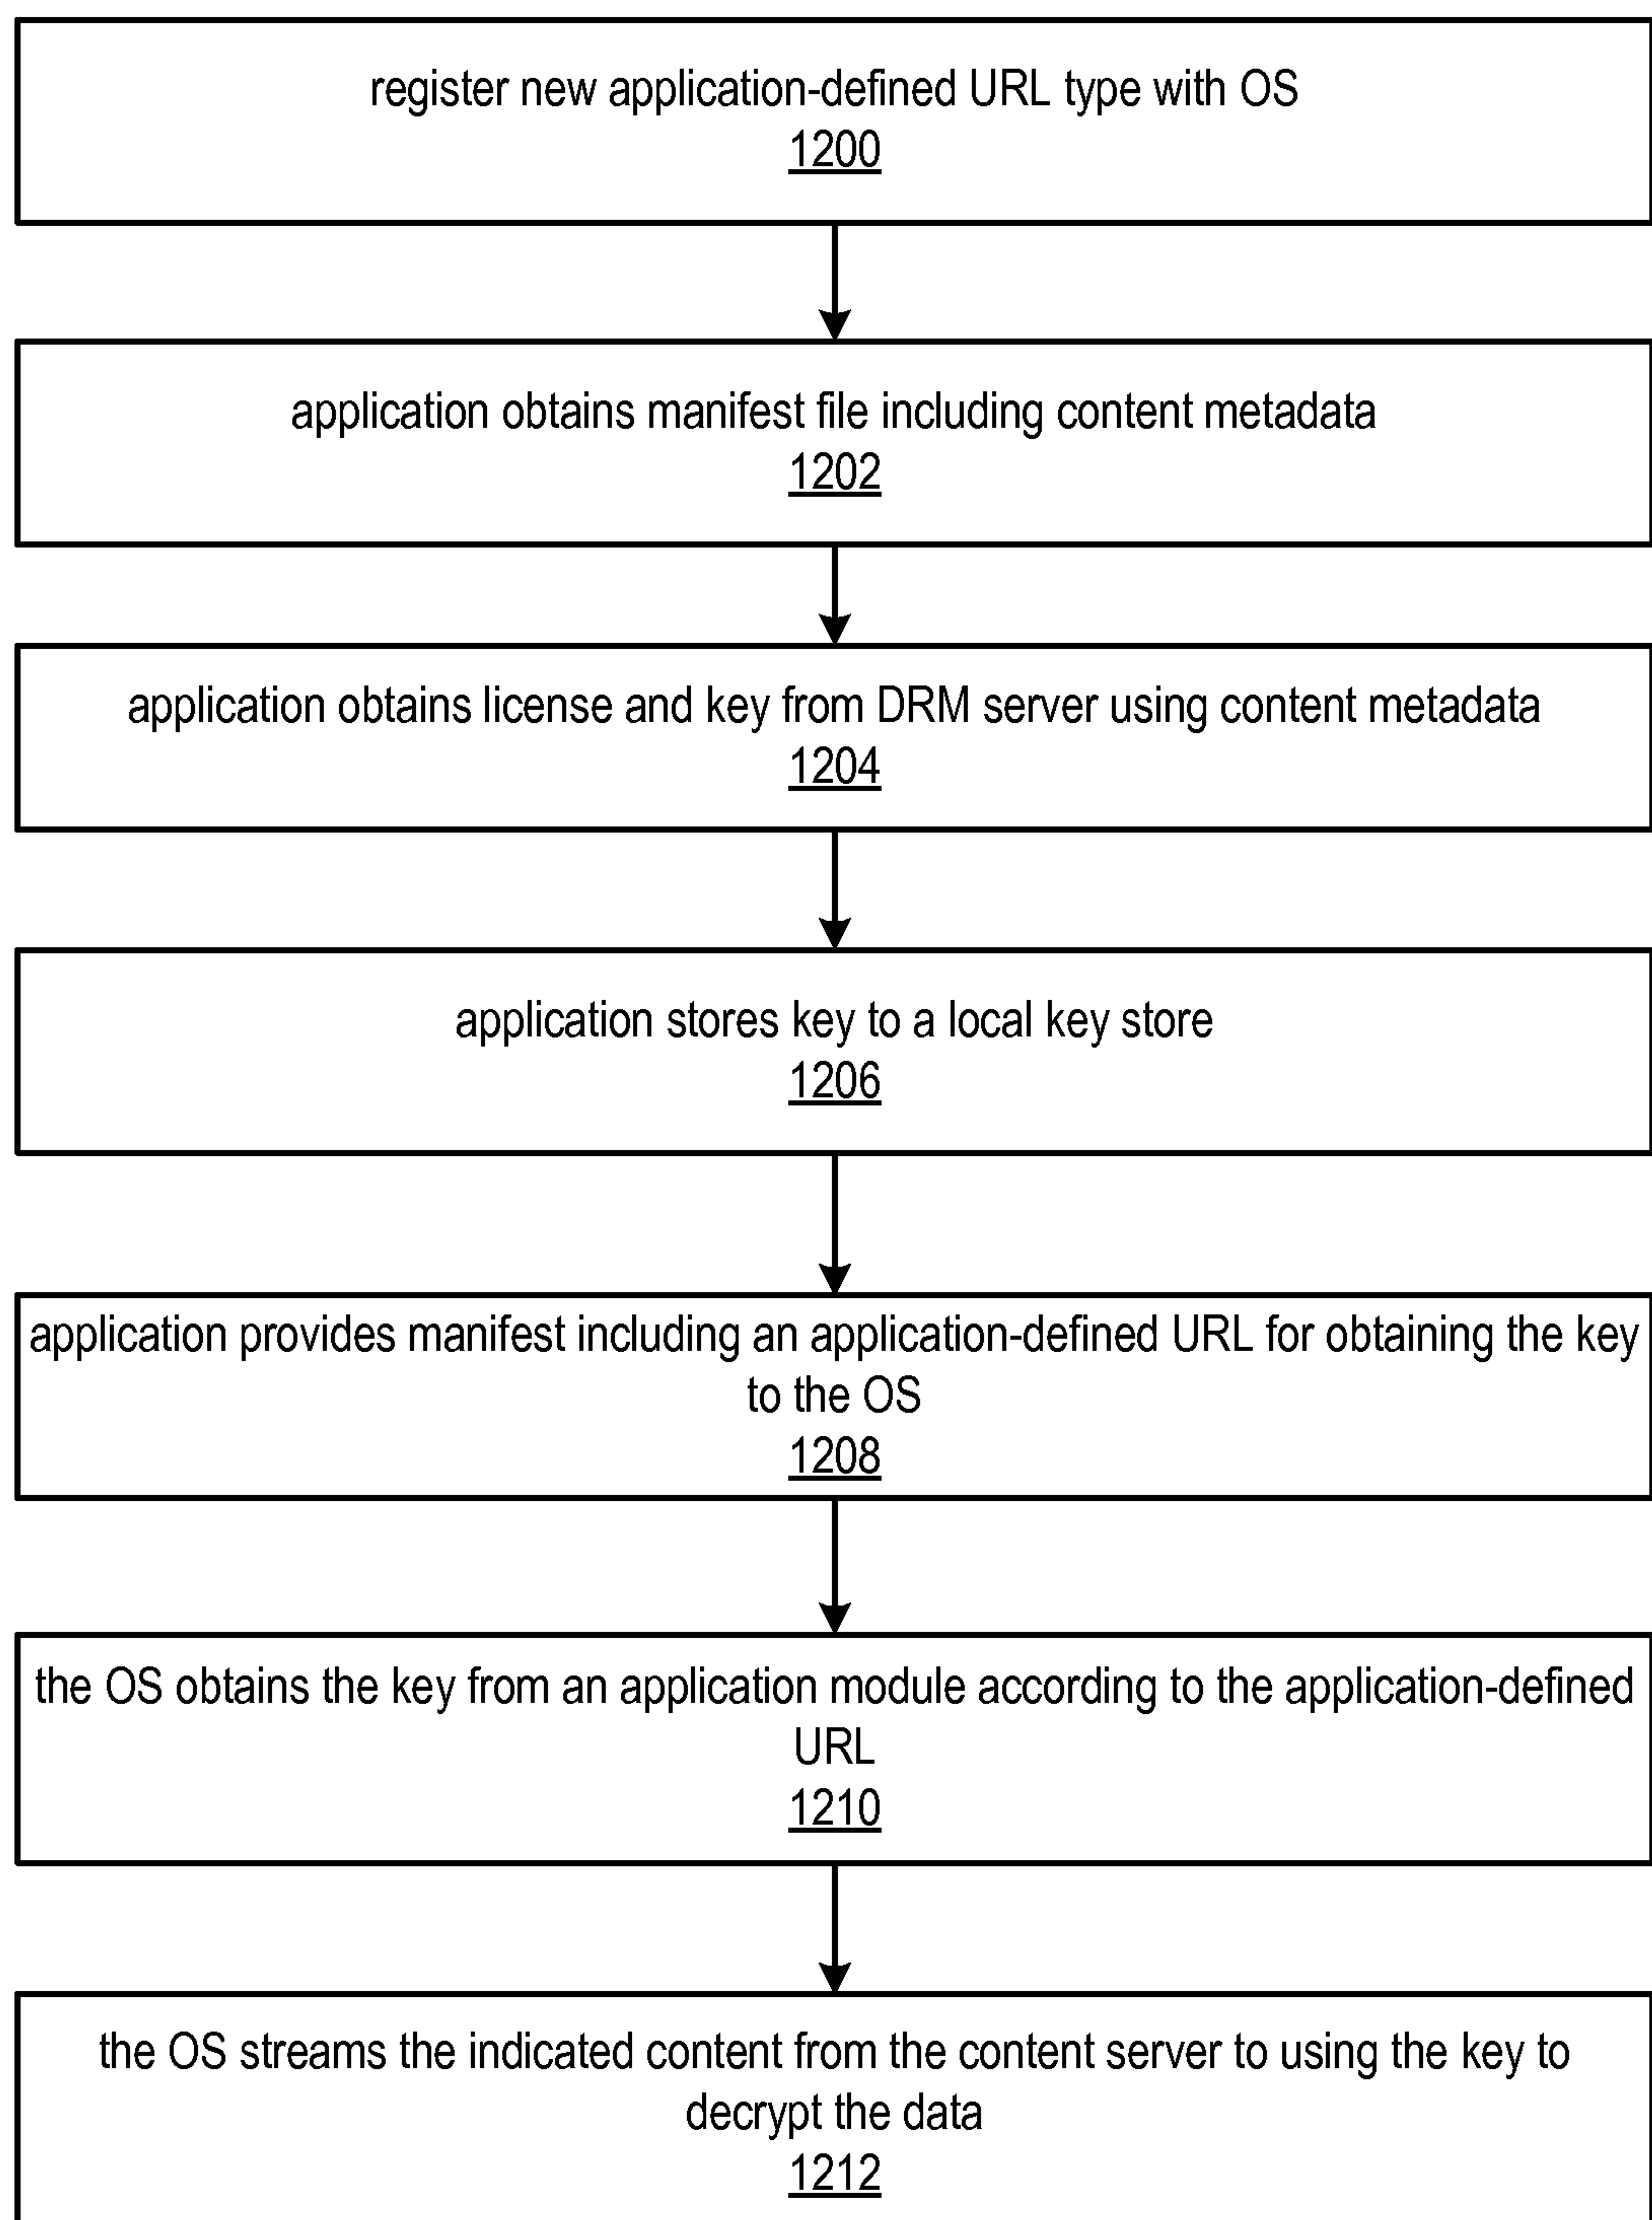 register new application-defined URL type with OS
1200
application obtains manifest file including content metadata
1202
application obtains license and key from DRM server using content metadata
1204
application stores key to a local key store
1206
application provides manifest including an application-defined URL for obtaining the key
to the OS
1208
the OS obtains the key from an application module according to the application-defined
URL
1210
the OS streams the indicated content from the content server to using the key to
decrypt the data
1212